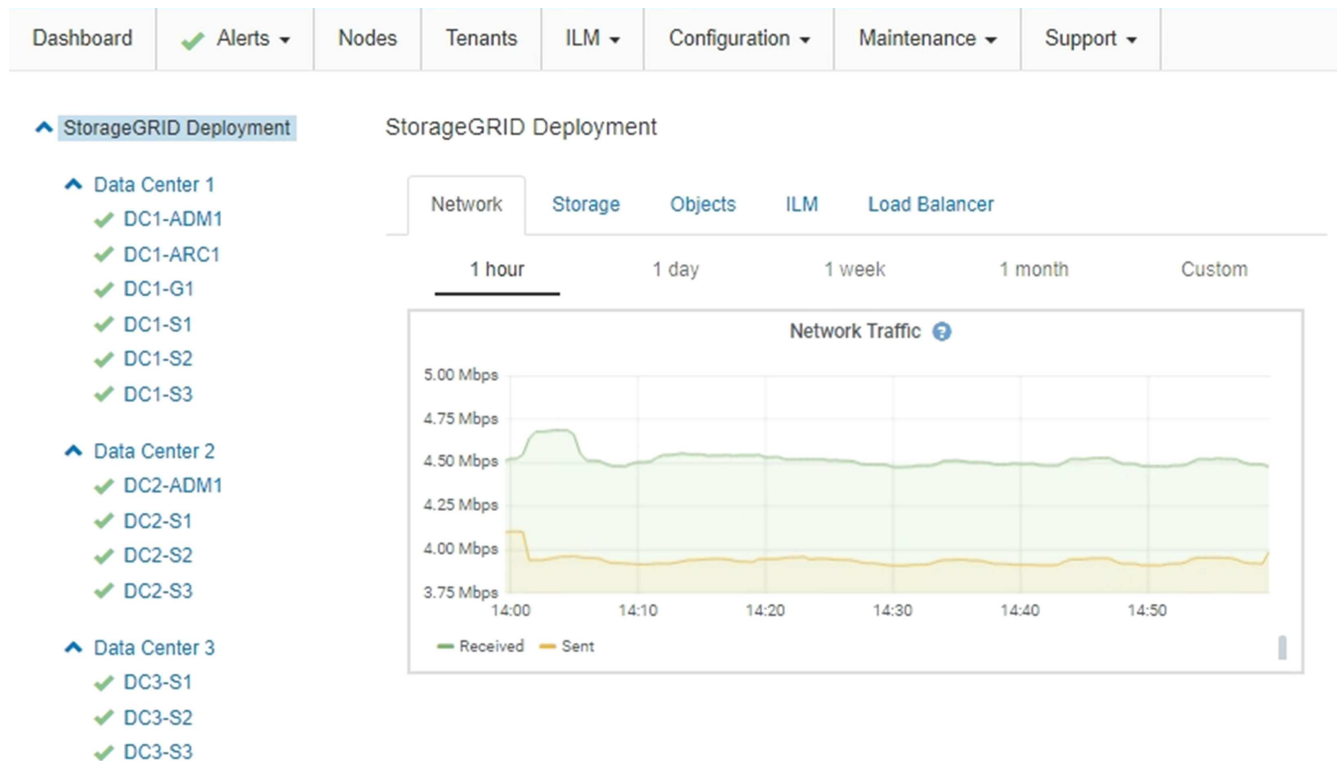 Dashboard Alerts Nodes Tenants ILM Configuration Maintenance Support
StorageGRID Deployment
Data Center 1
DC1-ADM1
DC1-ARC1
DC1-G1
DC1-S1
DC1-S2
DC1-S3
Data Center 2
DC2-ADM1
DC2-S1
DC2-S2
DC2-S3
Data Center 3
DC3-S1
DC3-S2
DC3-S3
StorageGRID Deployment
Network Storage Objects ILM Load Balancer
1 hour 1 day 1 week 1 month Custom
Network Traffic ?
5.00 Mbps
4.75 Mbps
4.50 Mbps
4.25 Mbps
4.00 Mbps
3.75 Mbps
14:00 14:10 14:20 14:30 14:40 14:50
Received Sent